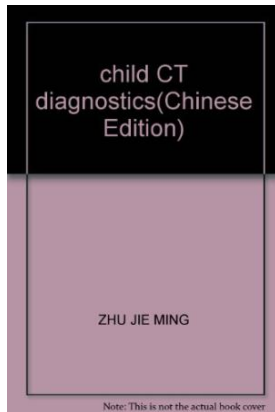 child CT
diagnostics(Chinese
Edition)
ZHU JIE MING
Note: This is not the actual book cover